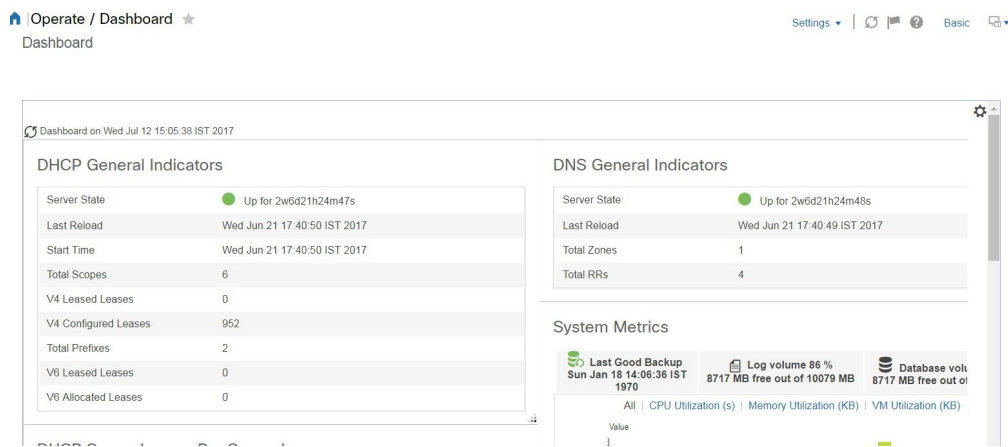 Operate / Dashboard
Settings
Basic
Dashboard
Dashboard on Wed Jul 12 15:05:38 IST 2017
DHCP General Indicators
Server State Up for 2w6d21h24m47s
Last Reload Wed Jun 21 17:40:50 IST 2017
Start Time Wed Jun 21 17:40:50 IST 2017
Total Scopes 6
V4 Leased Leases 0
V4 Configured Leases 952
Total Prefixes 2
V6 Leased Leases 0
V6 Allocated Leases 0
DNS General Indicators
Server State Up for 2w6d21h24m48s
Last Reload Wed Jun 21 17:40:49 IST 2017
Total Zones 1
Total RRs 4
System Metrics
Last Good Backup
Sun Jan 18 14:06:36 IST
1970
Log volume 86 %
8717 MB free out of 10079 MB
Database
8717 MB free out
All | CPU Utilization (s) | Memory Utilization (KB) | VM Utilization (KB)
Value